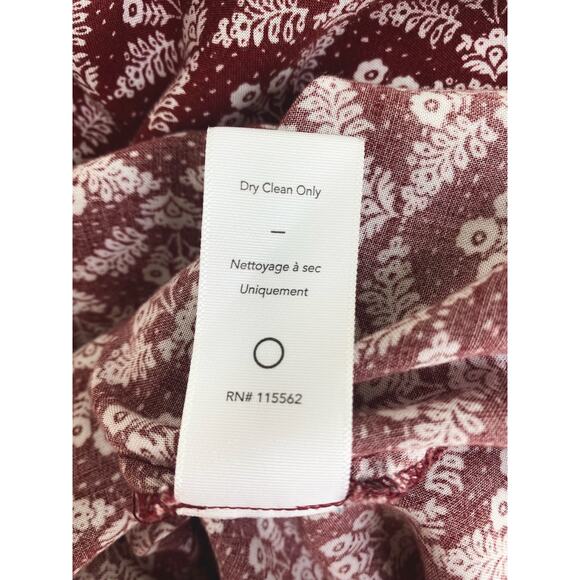 Dry Clean Only
—
Nettoyage à sec
Uniquement
RN# 115562